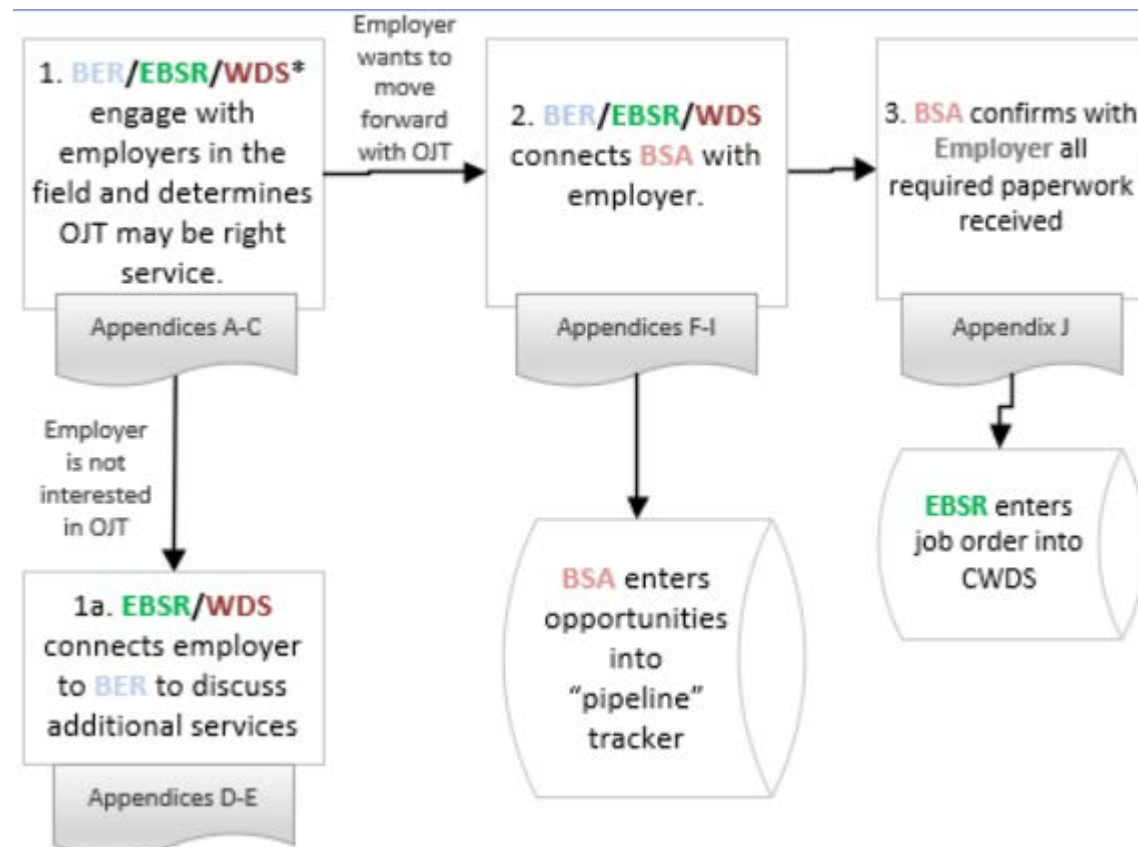 1. BER/EBSR/WDS*
engage with
employers in the
field and determines
OJT may be right
service.
Appendices A-C
Employer
wants to
move
forward
with OJT
2. BER/EBSR/WDS
connects BSA with
employer.
Appendices F-I
3. BSA confirms with
Employer all
required paperwork
received
Appendix J
Employer
is not
interested
in OJT
1a. EBSR/WDS
connects employer
to BER to discuss
additional services
Appendices D-E
BSA enters
opportunities
into
“pipeline”
tracker
EBSR enters
job order into
CWDS